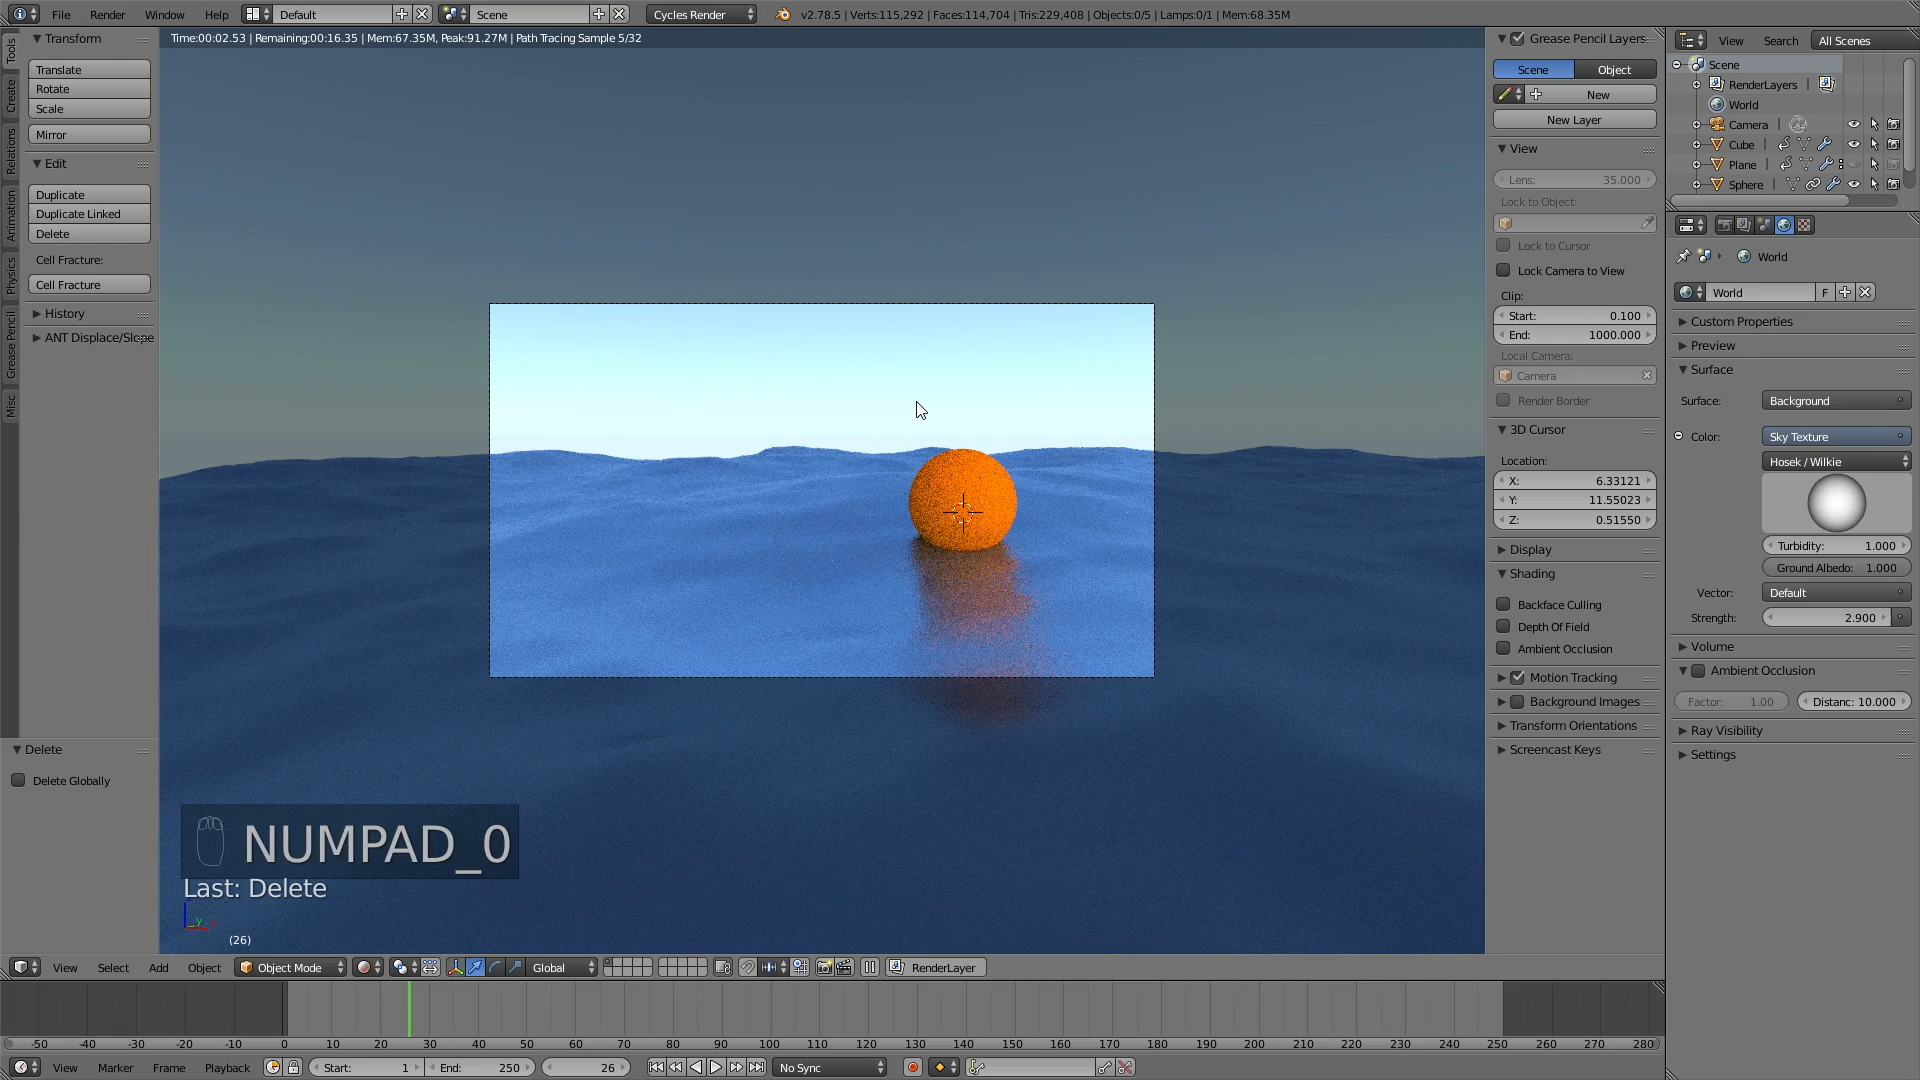 File Render Window Help Default Scene Cycles Render v2.78.5 | Verts:115,292 | Faces:114,704 | Tris:229,408 | Objects:0/5 | Lamps:0/1 | Mem:68.35M
Time:00:02.53 | Remaining:00:16.35 | Mem:67.35M, Peak:91.27M | Path Tracing Sample 5/32
Tools
Create
Relations
Animation
Physics
Grease Pencil
Misc
Transform
Translate
Rotate
Scale
Mirror
Edit
Duplicate
Duplicate Linked
Delete
Cell Fracture:
Cell Fracture
History
ANT Displace/Slope
Delete
Delete Globally
NUMPAD_0
Last: Delete
y
(26)
Grease Pencil Layers
Scene Object
New
New Layer
View
Lens: 35.000
Lock to Object:
Lock to Cursor
Lock Camera to View
Clip:
Start: 0.100
End: 1000.000
Local Camera:
Camera
Render Border
3D Cursor
Location:
X: 6.33121
Y: 11.55023
Z: 0.51550
Display
Shading
Backface Culling
Depth Of Field
Ambient Occlusion
Motion Tracking
Background Images
Transform Orientations
Screencast Keys
View Search All Scenes
Scene
RenderLayers |
World
Camera |
Cube |
Plane |
Sphere |
World
World F
Custom Properties
Preview
Surface
Surface: Background
Color: Sky Texture
Hosek / Wilkie
Turbidity: 1.000
Ground Albedo: 1.000
Vector: Default
Strength: 2.900
Volume
Ambient Occlusion
Factor: 1.00 Distanc: 10.000
Ray Visibility
Settings
View Select Add Object Object Mode Global RenderLayer
-50 -40 -30 -20 -10 0 10 20 30 40 50 60 70 80 90 100 110 120 130 140 150 160 170 180 190 200 210 220 230 240 250 260 270 280
View Marker Frame Playback Start: 1 End: 250 26 No Sync